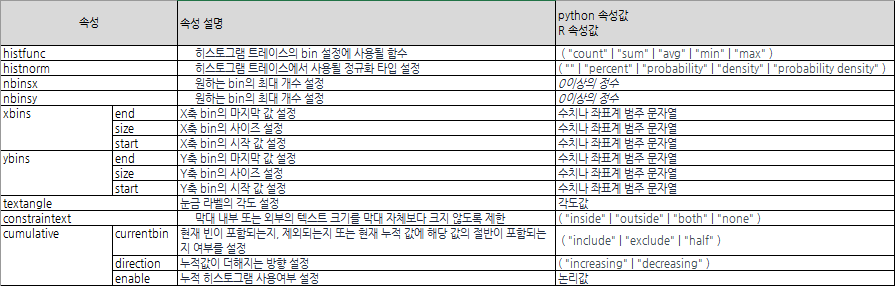 속성 속성 설명 python 속성값
R 속성값
histfunc 히스토그램 트레이스의 bin 설정에 사용될 함수 ( "count" | "sum" | "avg" | "min" | "max" )
histnorm 히스토그램 트레이스에서 사용될 정규화 타입 설정 ( "" | "percent" | "probability" | "density" | "probability density" )
nbinsx 원하는 bin의 최대 개수 설정 0이상의 정수
nbinsy 원하는 bin의 최대 개수 설정 0이상의 정수
xbins end X축 bin의 마지막 값 설정 수치나 좌표계 범주 문자열
size X축 bin의 사이즈 설정 수치나 좌표계 범주 문자열
start X축 bin의 시작 값 설정 수치나 좌표계 범주 문자열
ybins end Y축 bin의 마지막 값 설정 수치나 좌표계 범주 문자열
size Y축 bin의 사이즈 설정 수치나 좌표계 범주 문자열
start Y축 bin의 시작 값 설정 수치나 좌표계 범주 문자열
textangle 눈금 라벨의 각도 설정 각도값
constraintext 막대 내부 또는 외부의 텍스트 크기를 막대 자체보다 크지 않도록 제한 ( "inside" | "outside" | "both" | "none" )
cumulative currentbin 현재 빈이 포함되는지, 제외되는지 또는 현재 누적 값에 해당 값의 절반이 포함되는
지 여부를 설정 ( "include" | "exclude" | "half" )
direction 누적값이 더해지는 방향 설정 ( "increasing" | "decreasing" )
enable 누적 히스토그램 사용여부 설정 논리값